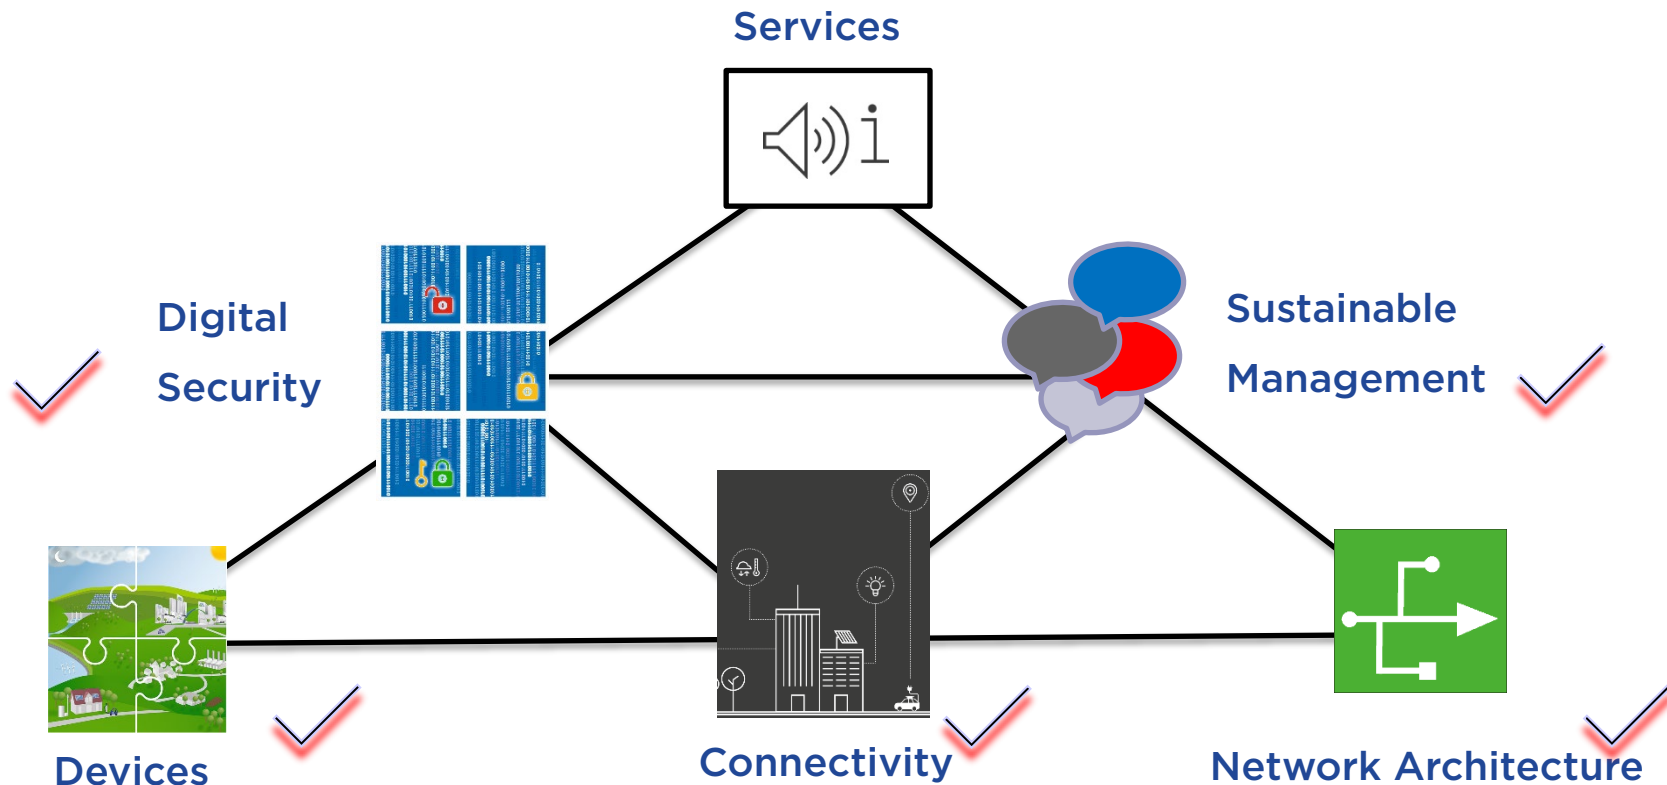 Services
i
Digital
Security
Sustainable
Management
Devices
Connectivity
Network Architecture